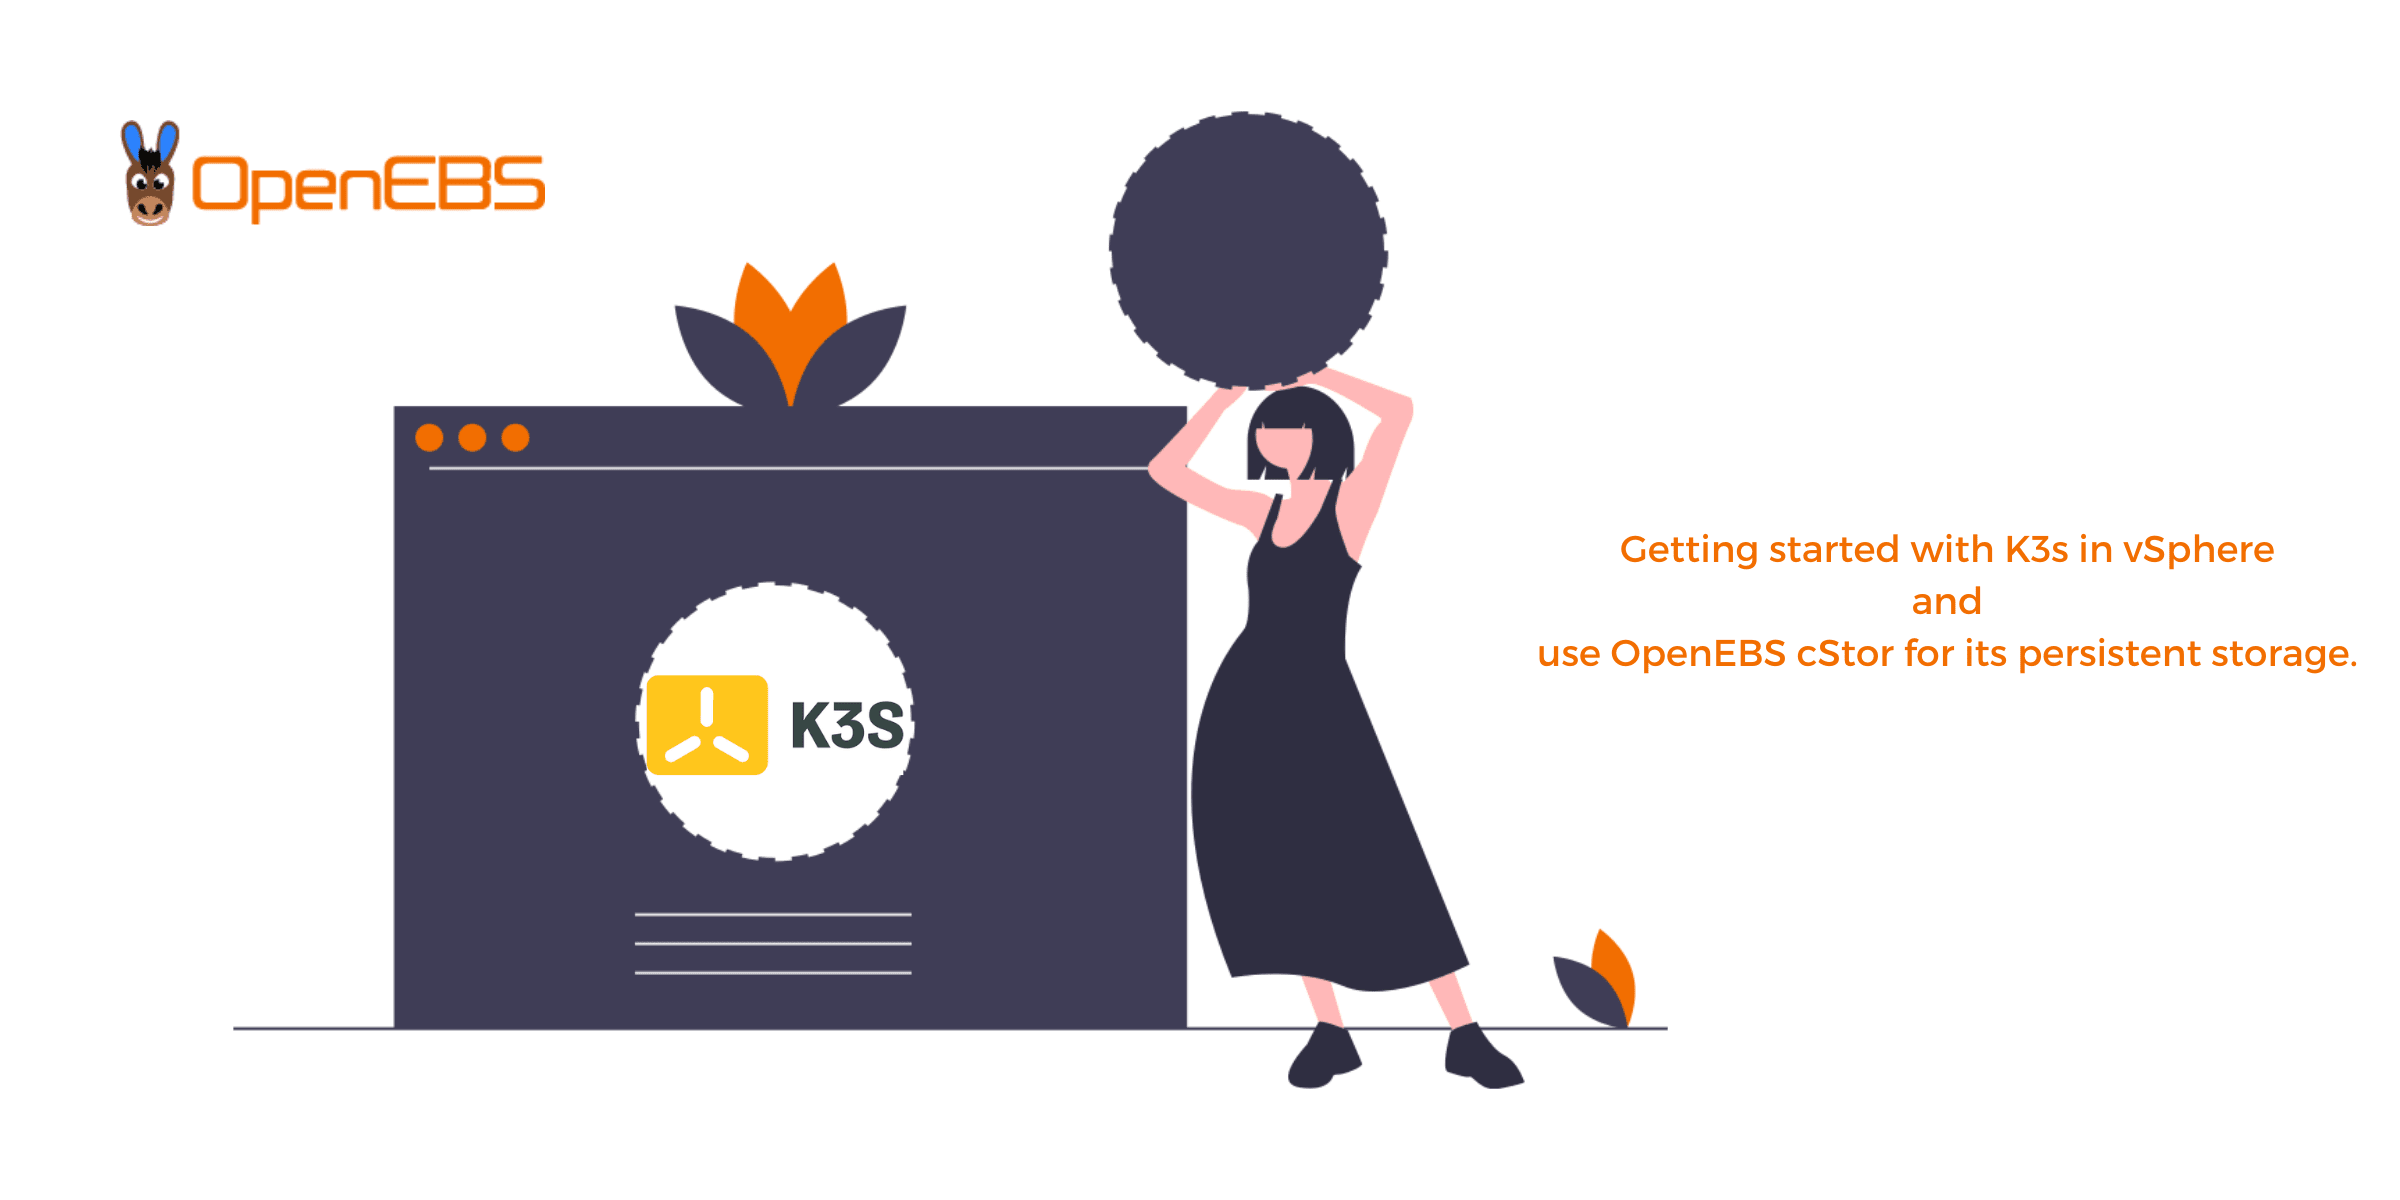 OpenEBS
K3S
Getting started with K3s in vSphere
and
use OpenEBS cStor for its persistent storage.